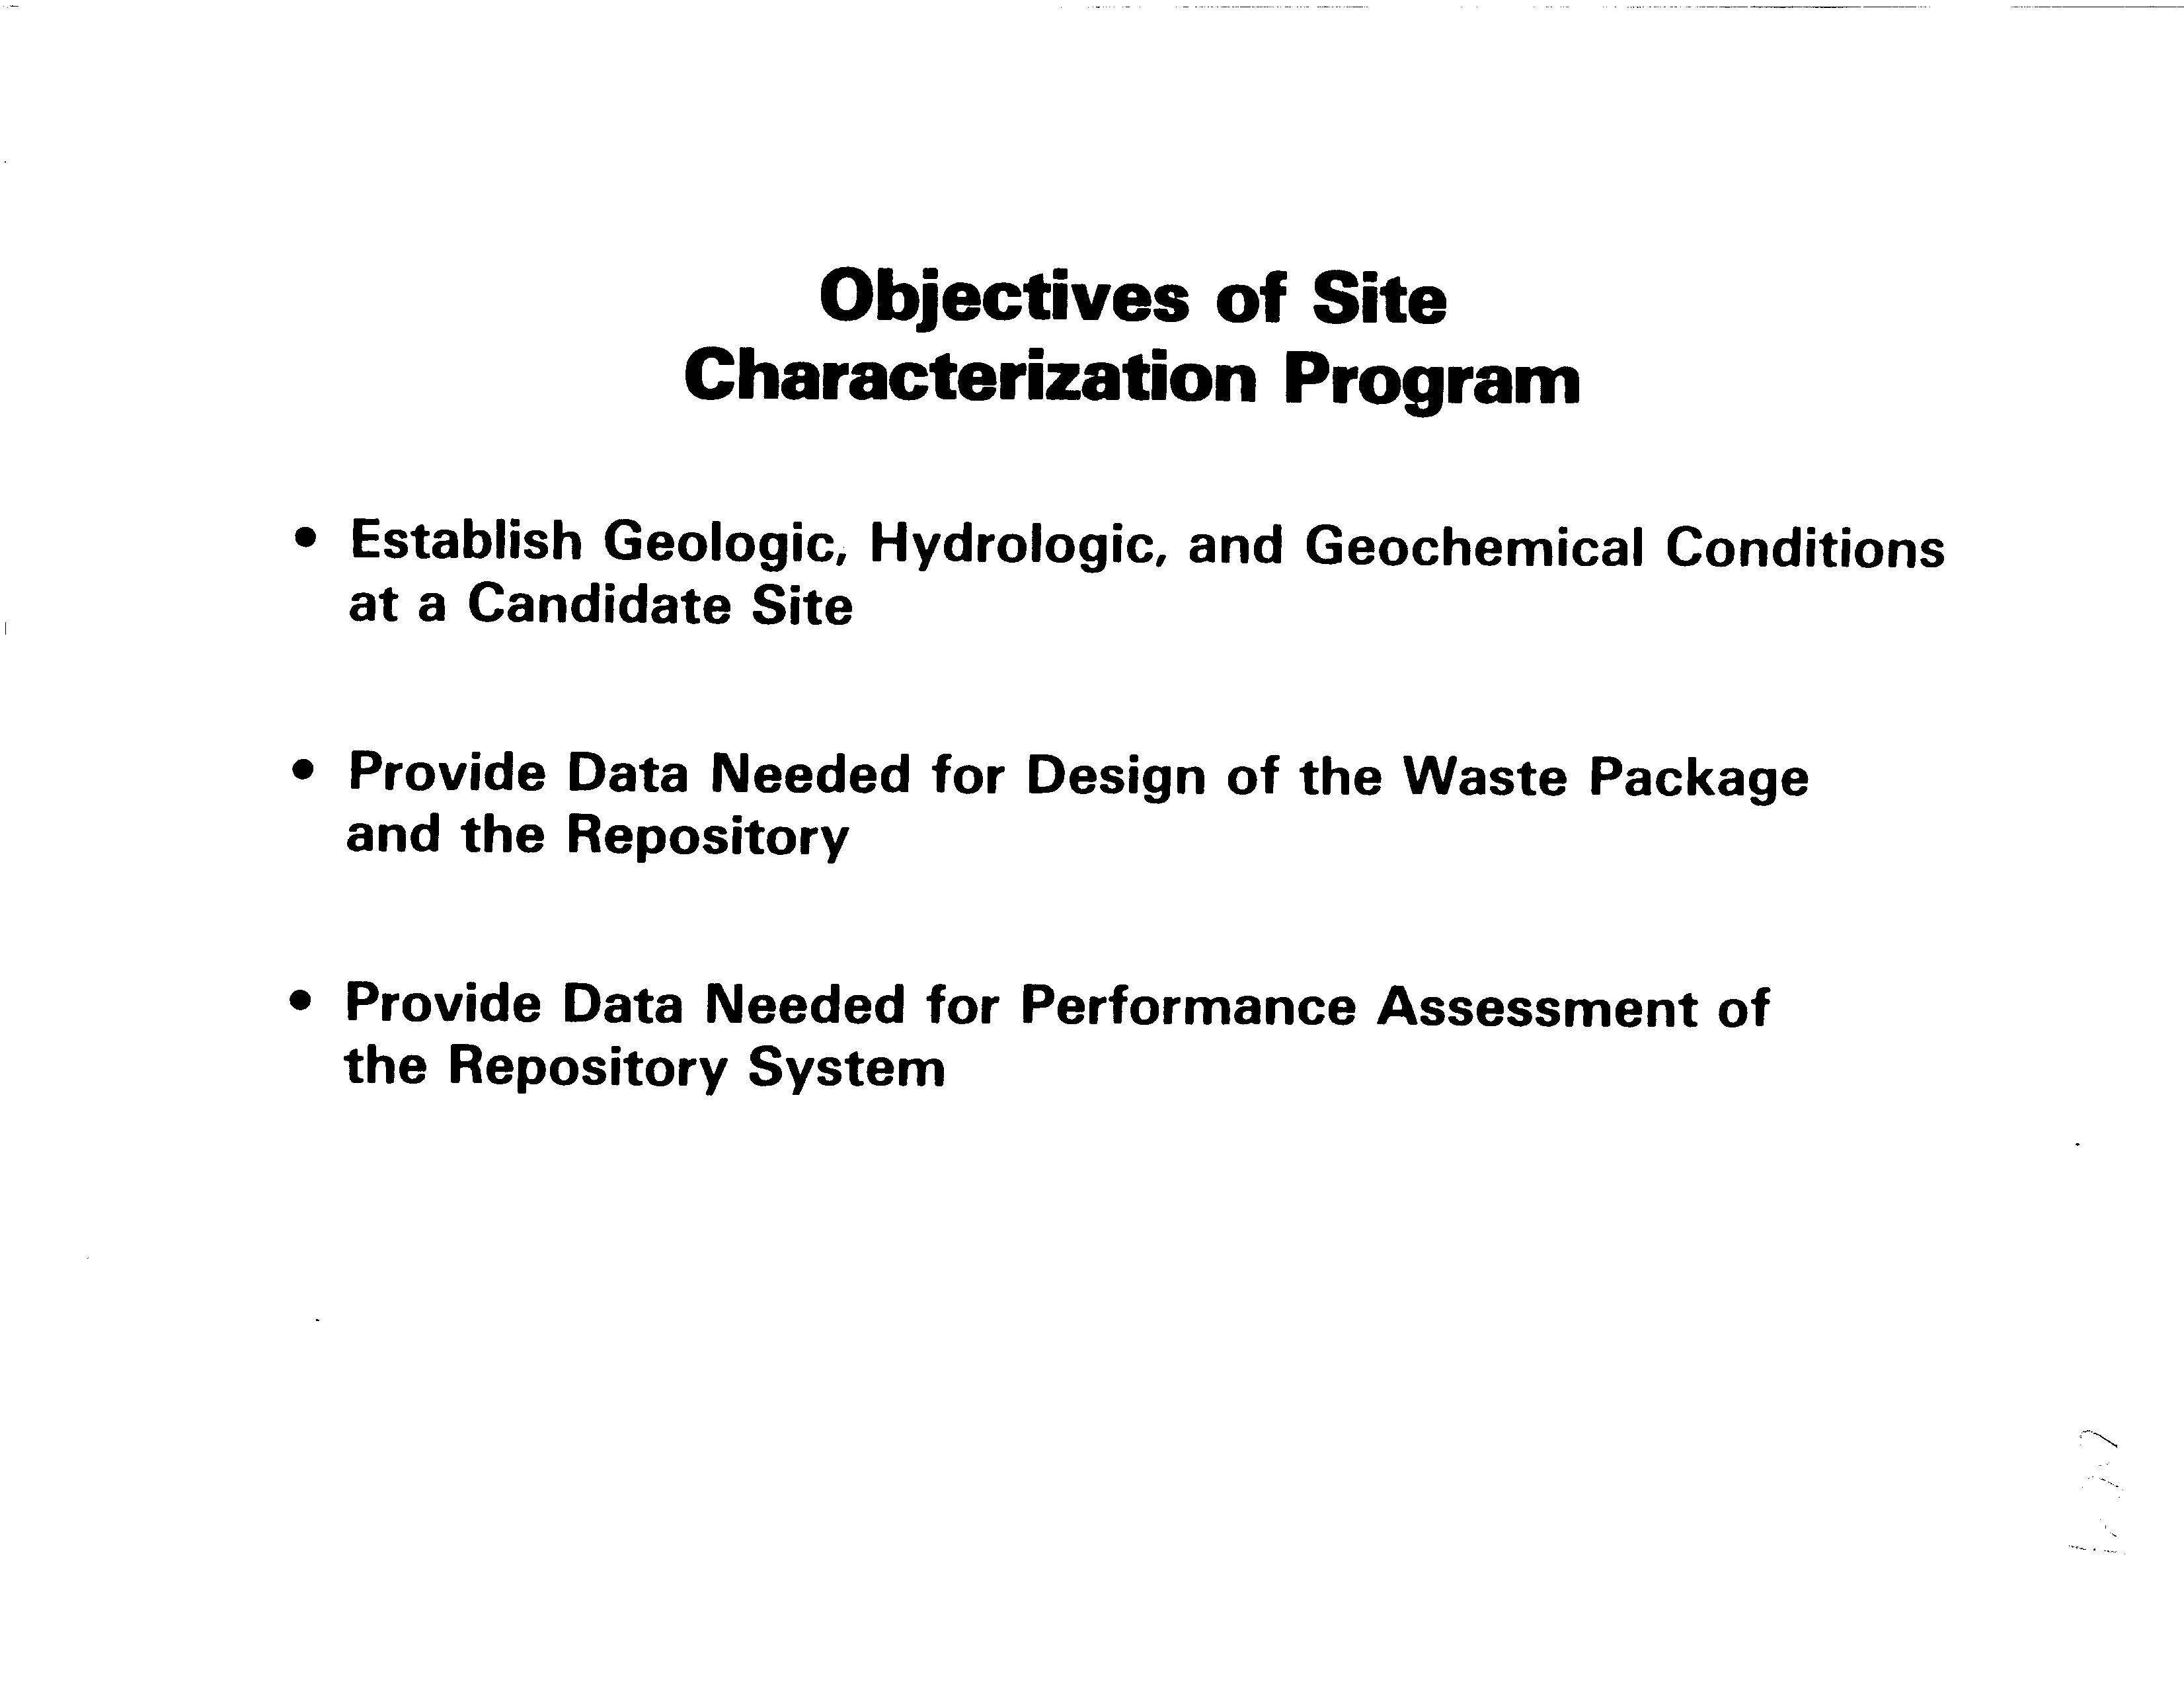 Objectives of Site
Characterization Program
• Establish Geologic, Hydrologic, and Geochemical Conditions
at a Candidate Site
• Provide Data Needed for Design of the Waste Package
and the Repository
• Provide Data Needed for Performance Assessment of
the Repository System